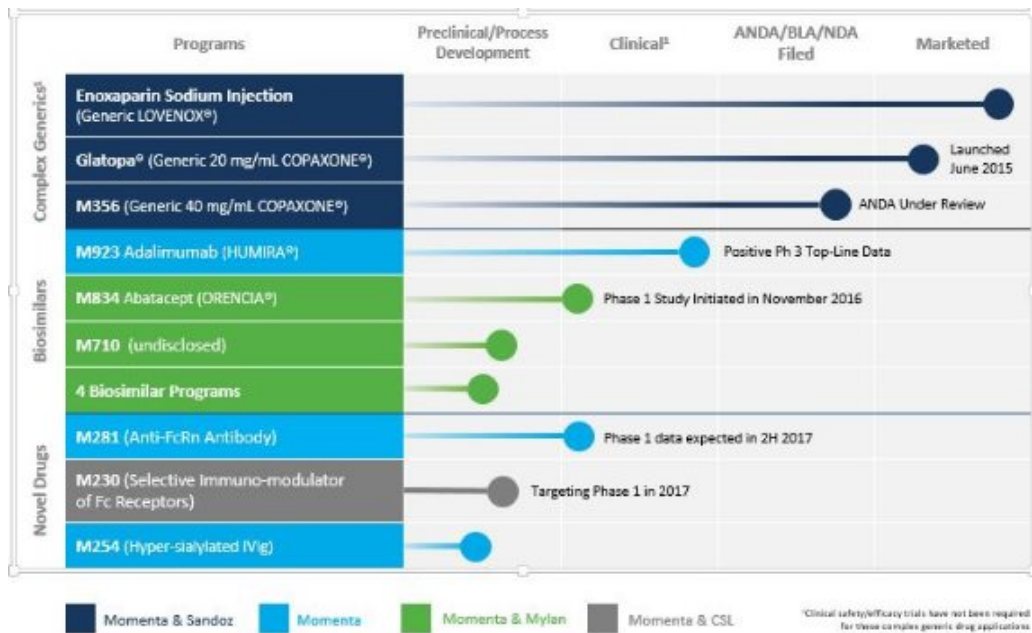 Programs
Preclinical/Process
Development
Clinical¹
ANDA/BLA/NDA
Filed
Marketed
Complex Generics¹
Enoxaparin Sodium Injection
(Generic LOVENOX®)
Glatopa® (Generic 20 mg/mL COPAXONE®)
Launched
June 2015
M356 (Generic 40 mg/mL COPAXONE®)
ANDA Under Review
Biosimilars
M923 Adalimumab (HUMIRA®)
Positive Ph 3 Top-Line Data
M834 Abatacept (ORENCIA®)
Phase 1 Study Initiated in November 2016
M710 (undisclosed)
4 Biosimilar Programs
Novel Drugs
M281 (Anti-FcRn Antibody)
Phase 1 data expected in 2H 2017
M230 (Selective Immuno-modulator
of Fc Receptors)
Targeting Phase 1 in 2017
M254 (Hyper-sialylated IVIg)
Momenta & Sandoz
Momenta
Momenta & Mylan
Momenta & CSL
¹Clinical safety/efficacy trials have not been required
for these complex generic drug applications